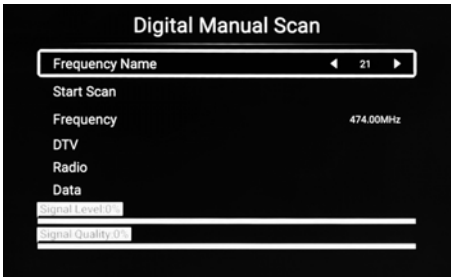 Digital Manual Scan
Frequency Name 21
Start Scan
Frequency 474.00MHz
DTV
Radio
Data
Signal Level:0%
Signal Quality:0%